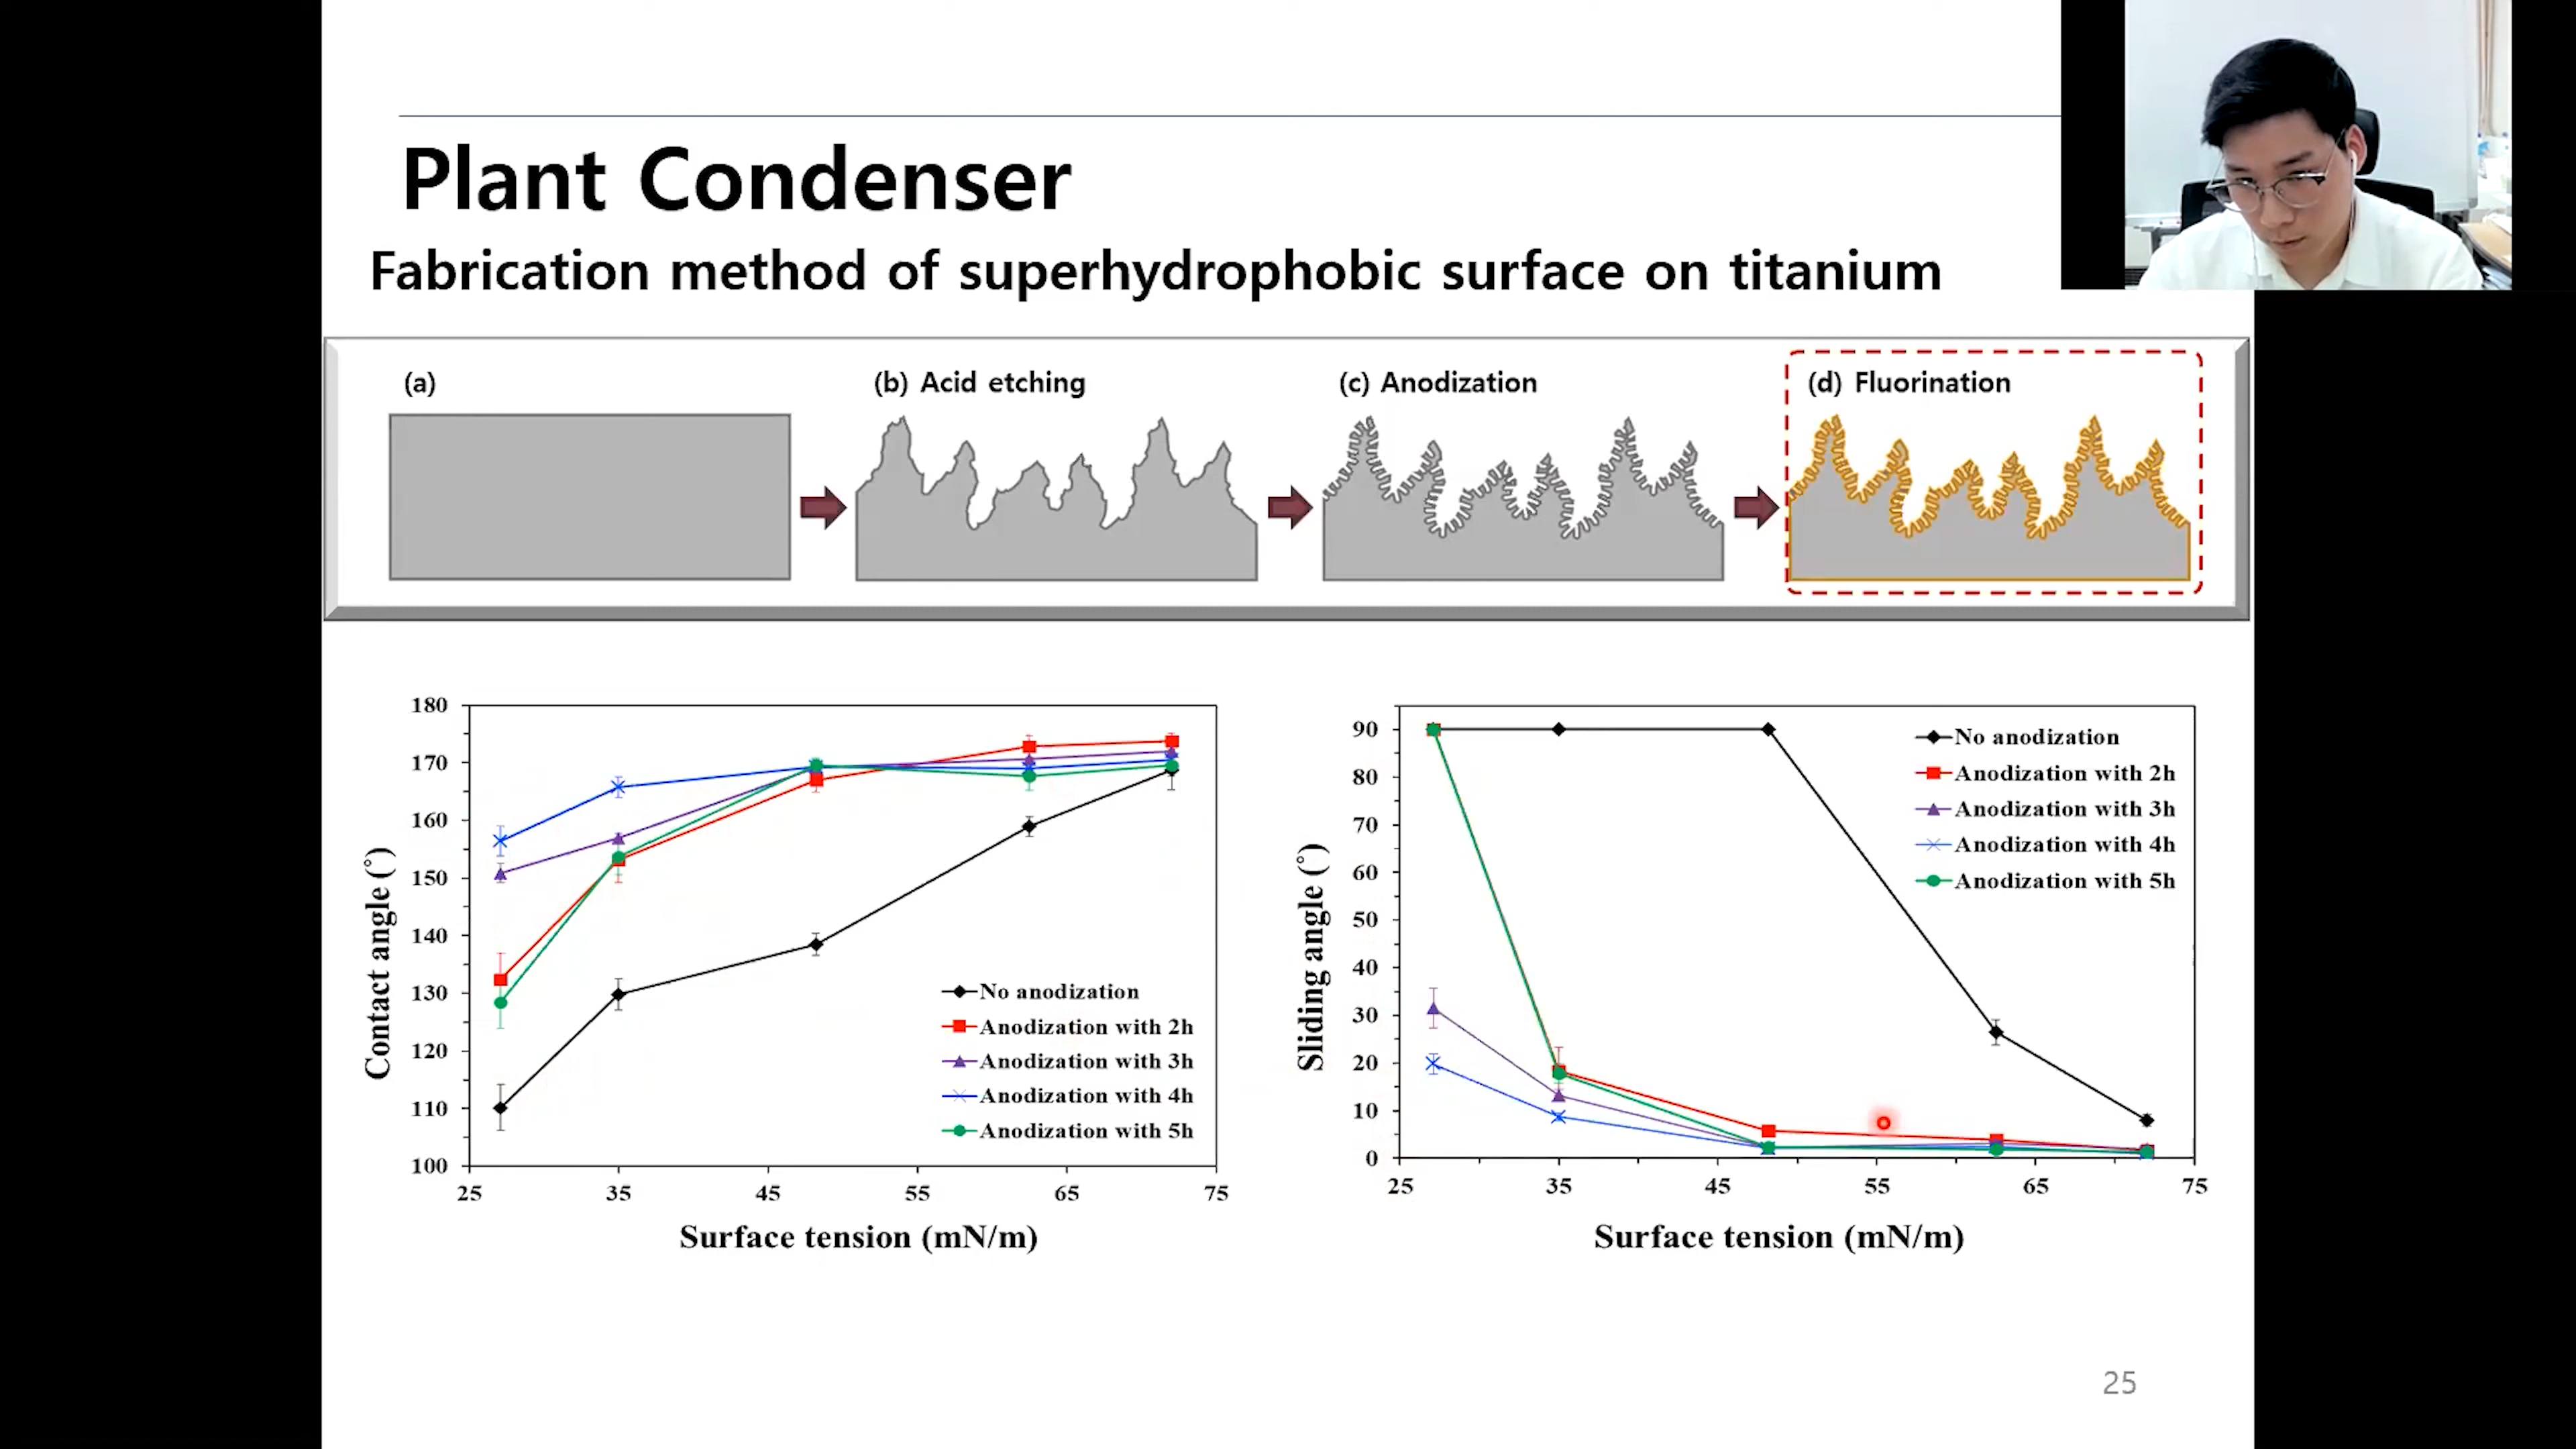 Plant Condenser
Fabrication method of superhydrophobic surface on titanium
(a)
(b) Acid etching
(c) Anodization
(d) Fluorination
180
170
160
150
140
130
120
110
100
25
35
45
55
65
75
Contact angle (°)
Surface tension (mN/m)
No anodization
Anodization with 2h
Anodization with 3h
Anodization with 4h
Anodization with 5h
90
80
70
60
50
40
30
20
10
0
25
35
45
55
65
75
Sliding angle (°)
Surface tension (mN/m)
No anodization
Anodization with 2h
Anodization with 3h
Anodization with 4h
Anodization with 5h
25